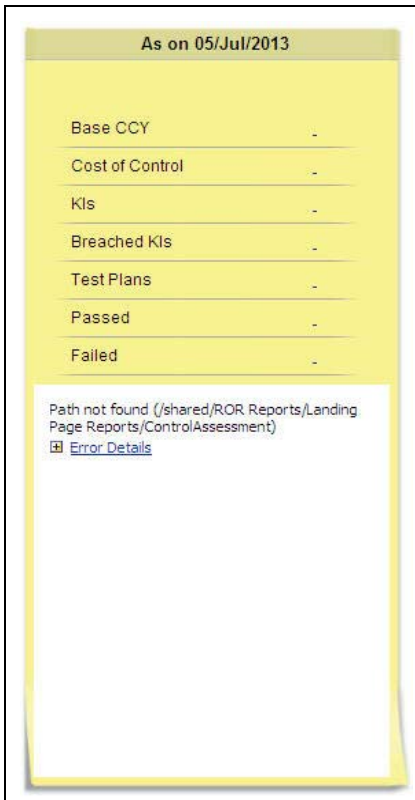 As on 05/Jul/2013
Base CCY -
Cost of Control -
KIs -
Breached KIs -
Test Plans -
Passed -
Failed -
Path not found (/shared/ROR Reports/Landing
Page Reports/ControlAssessment)
Error Details